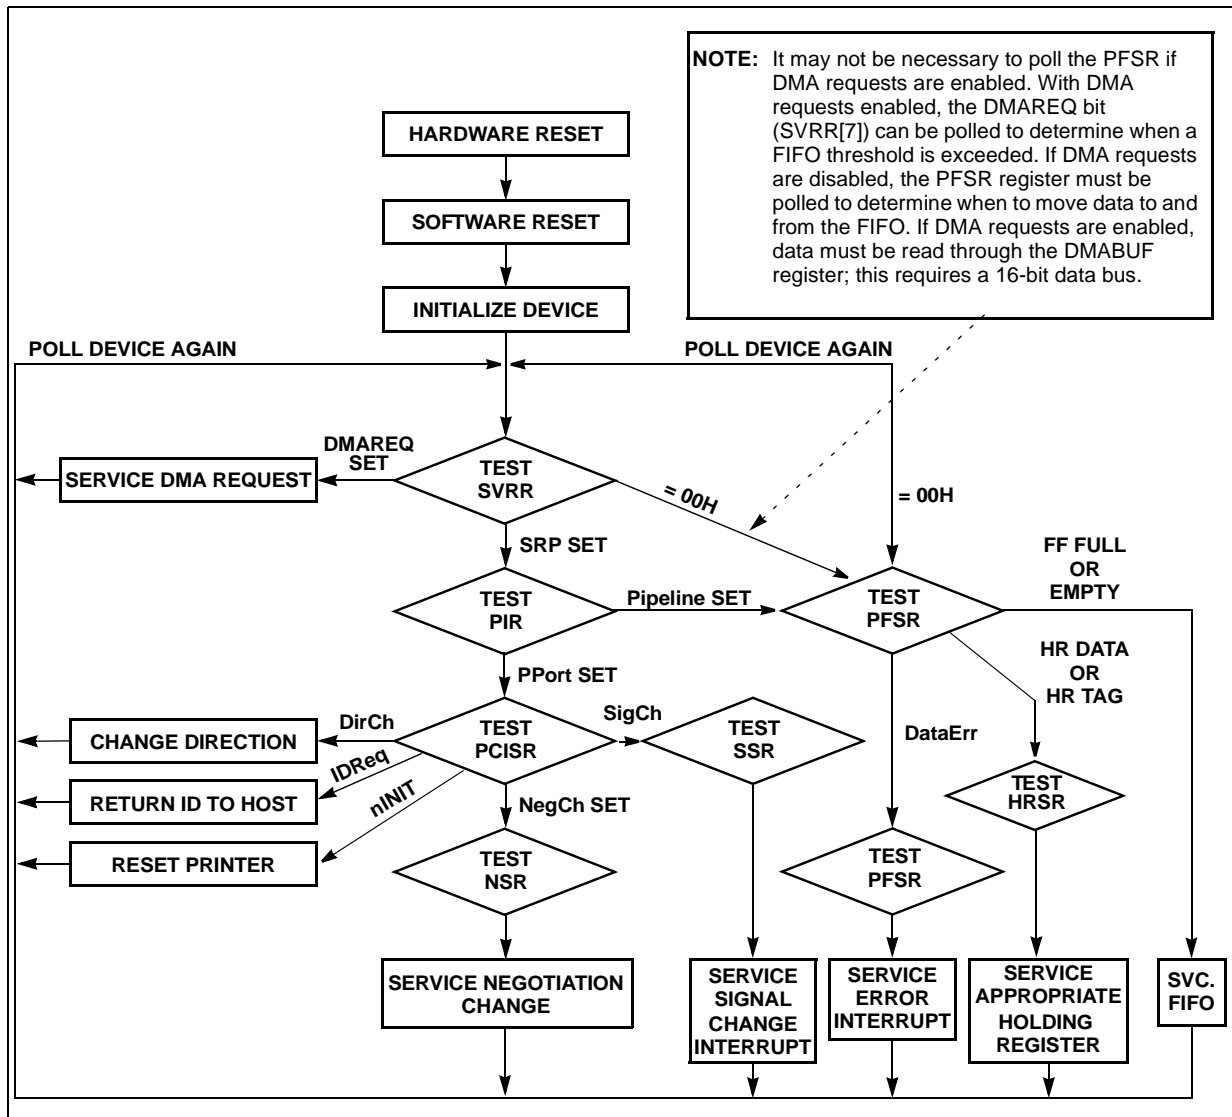 NOTE: It may not be necessary to poll the PFSR if
DMA requests are enabled. With DMA
requests enabled, the DMAREQ bit
(SVRR[7]) can be polled to determine when a
FIFO threshold is exceeded. If DMA requests
are disabled, the PFSR register must be
polled to determine when to move data to and
from the FIFO. If DMA requests are enabled,
data must be read through the DMABUF
register; this requires a 16-bit data bus.
HARDWARE RESET
SOFTWARE RESET
INITIALIZE DEVICE
POLL DEVICE AGAIN
POLL DEVICE AGAIN
DMAREQ
SET
SERVICE DMA REQUEST
TEST
SVRR
= 00H
= 00H
SRP SET
TEST
PIR
Pipeline SET
TEST
PFSR
FF FULL
OR
EMPTY
HR DATA
OR
HR TAG
PPort SET
DirCh
CHANGE DIRECTION
TEST
PCISR
SigCh
TEST
SSR
DataErr
IDReq
RETURN ID TO HOST
nINIT
NegCh SET
TEST
HRSR
RESET PRINTER
TEST
NSR
TEST
PFSR
SERVICE NEGOTIATION
CHANGE
SERVICE
SIGNAL
CHANGE
INTERRUPT
SERVICE
ERROR
INTERRUPT
SERVICE
APPROPRIATE
HOLDING
REGISTER
SVC.
FIFO